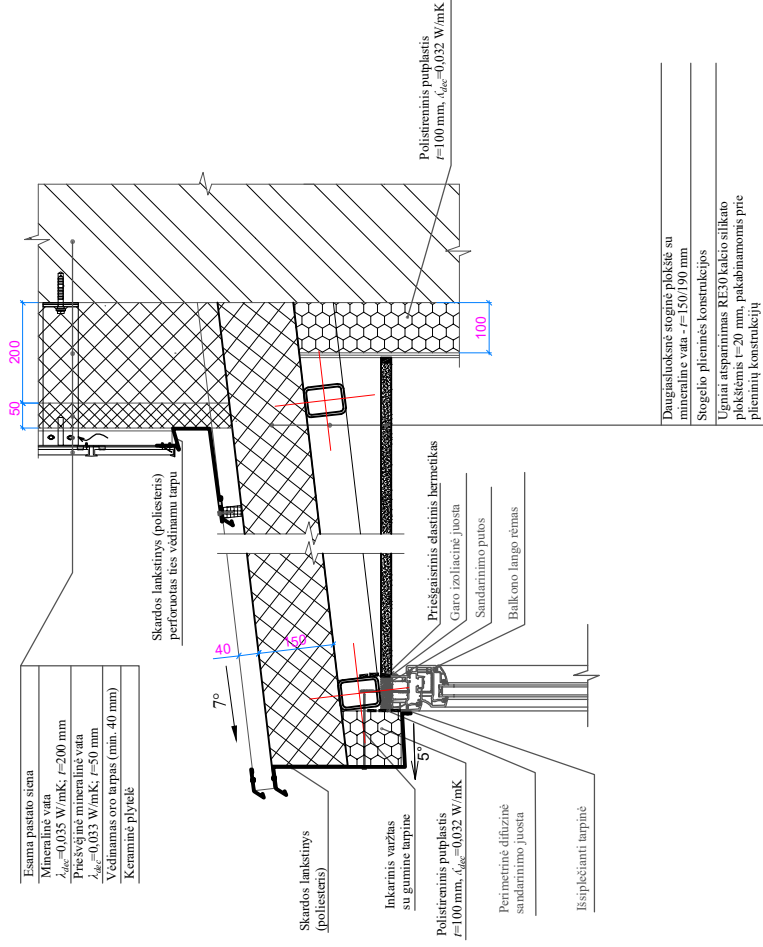 Esama pastato siena
Mineralinė vata
λdec=0,035 W/mK; t=200 mm
Priešvėjinė mineralinė vata
λdec=0,033 W/mK; t=50 mm
Vėdinamas oro tarpas (min. 40 mm)
Keraminė plytelė
200
50
Skardos lankstinys (poliesteris)
perforuotas ties vėdinamu tarpu
Polistireninis putplastis
t=100 mm, λdec=0,032 W/mK
100
40
150
7°
5°
Priešgaisrinis elastinis hermetikas
Garo izoliacinė juosta
Sandarinimo putos
Balkono lango rėmas
Daugiasluoksnė stoginė plokštė su
mineraline vata - t=150/190 mm
Stogelio plieninės konstrukcijos
Ugniai atsparinimas RE30 kalcio silikato
plokštėmis t=20 mm, pakabinamomis prie
plieninių konstrukcijų
Skardos lankstinys
(poliesteris)
Inkarinis varžtas
su gumine tarpine
Polistireninis putplastis
t=100 mm, λdec=0,032 W/mK
Perimetrinė difuzinė
sandarinimo juosta
Išsiplečianti tarpinė